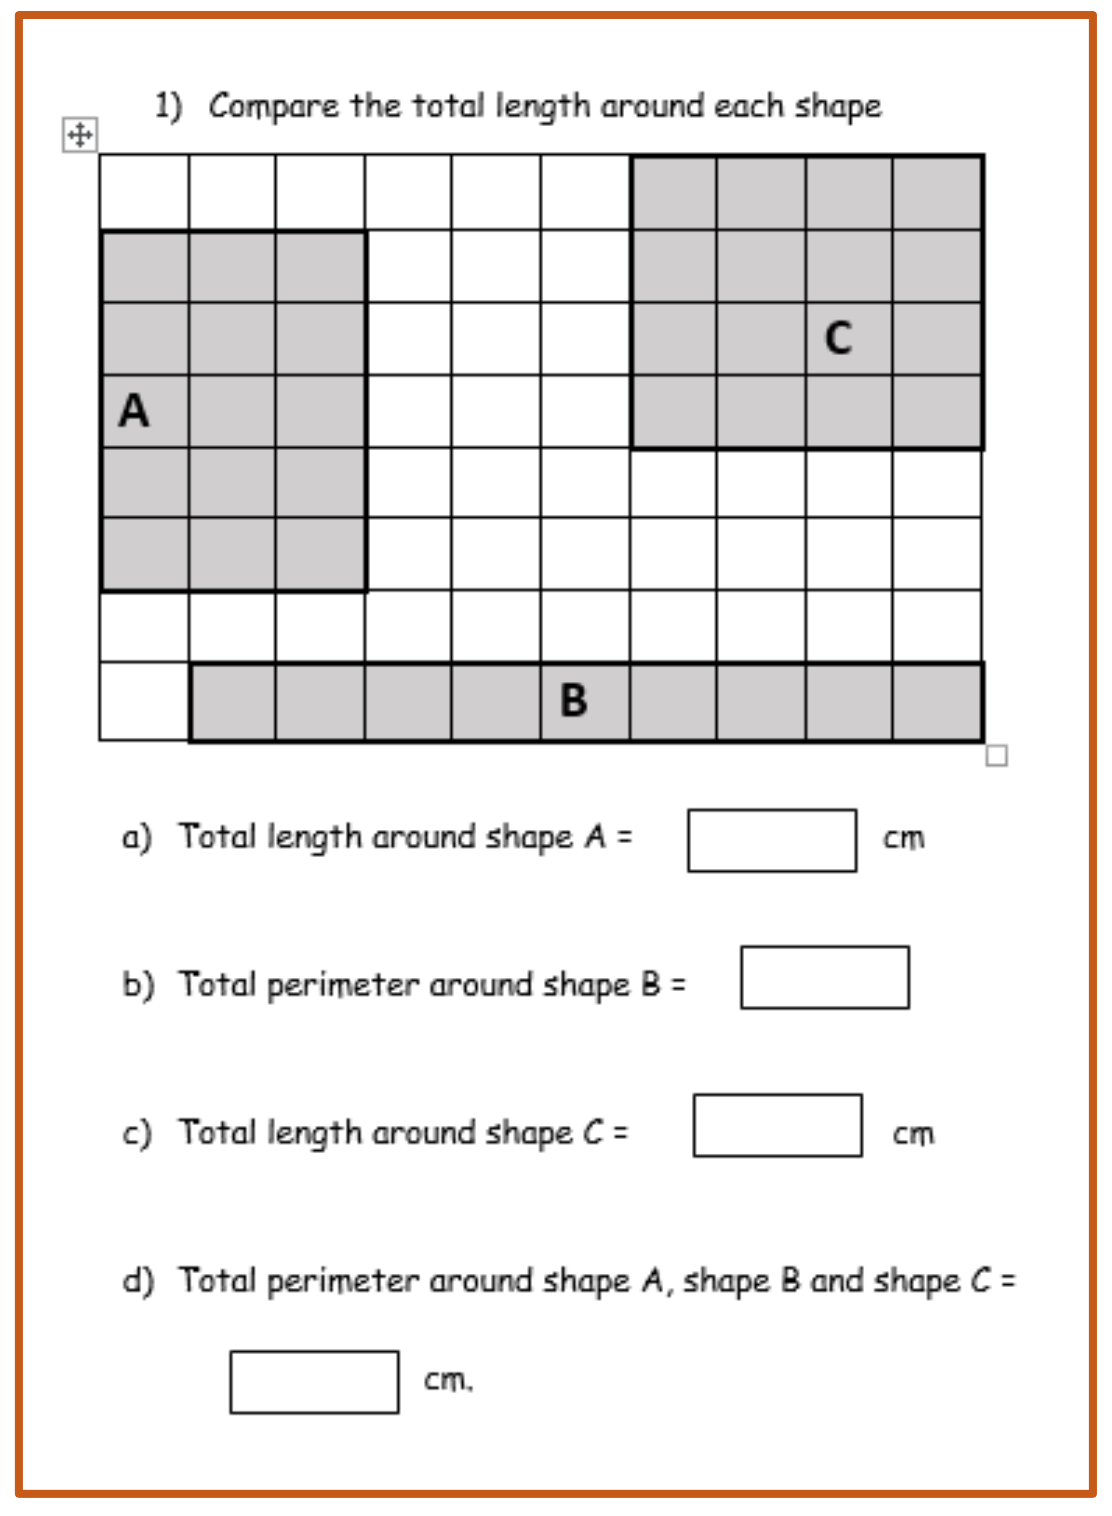 1) Compare the total length around each shape
C
A
B
a) Total length around shape A = cm
b) Total perimeter around shape B =
c) Total length around shape C = cm
d) Total perimeter around shape A, shape B and shape C =
cm.